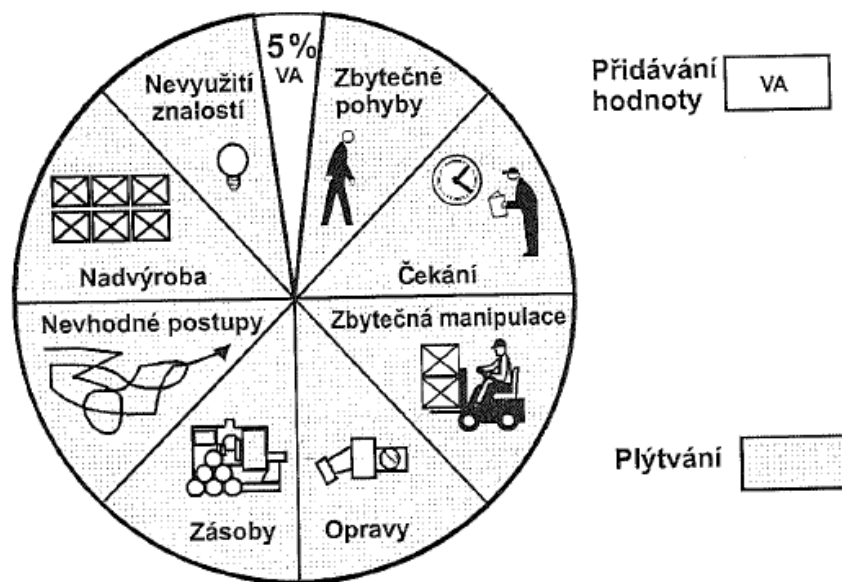 5%
VA
Nevyužití
znalostí
Zbytečné
pohyby
Přidávání
hodnoty
VA
Nadvýroba
Čekání
Nevhodné postupy
Zbytečná manipulace
Zásoby
Opravy
Plýtvání